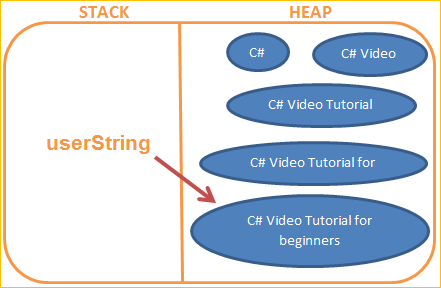 STACK
HEAP
C#
C# Video
C# Video Tutorial
userString
C# Video Tutorial for
C# Video Tutorial for
beginners